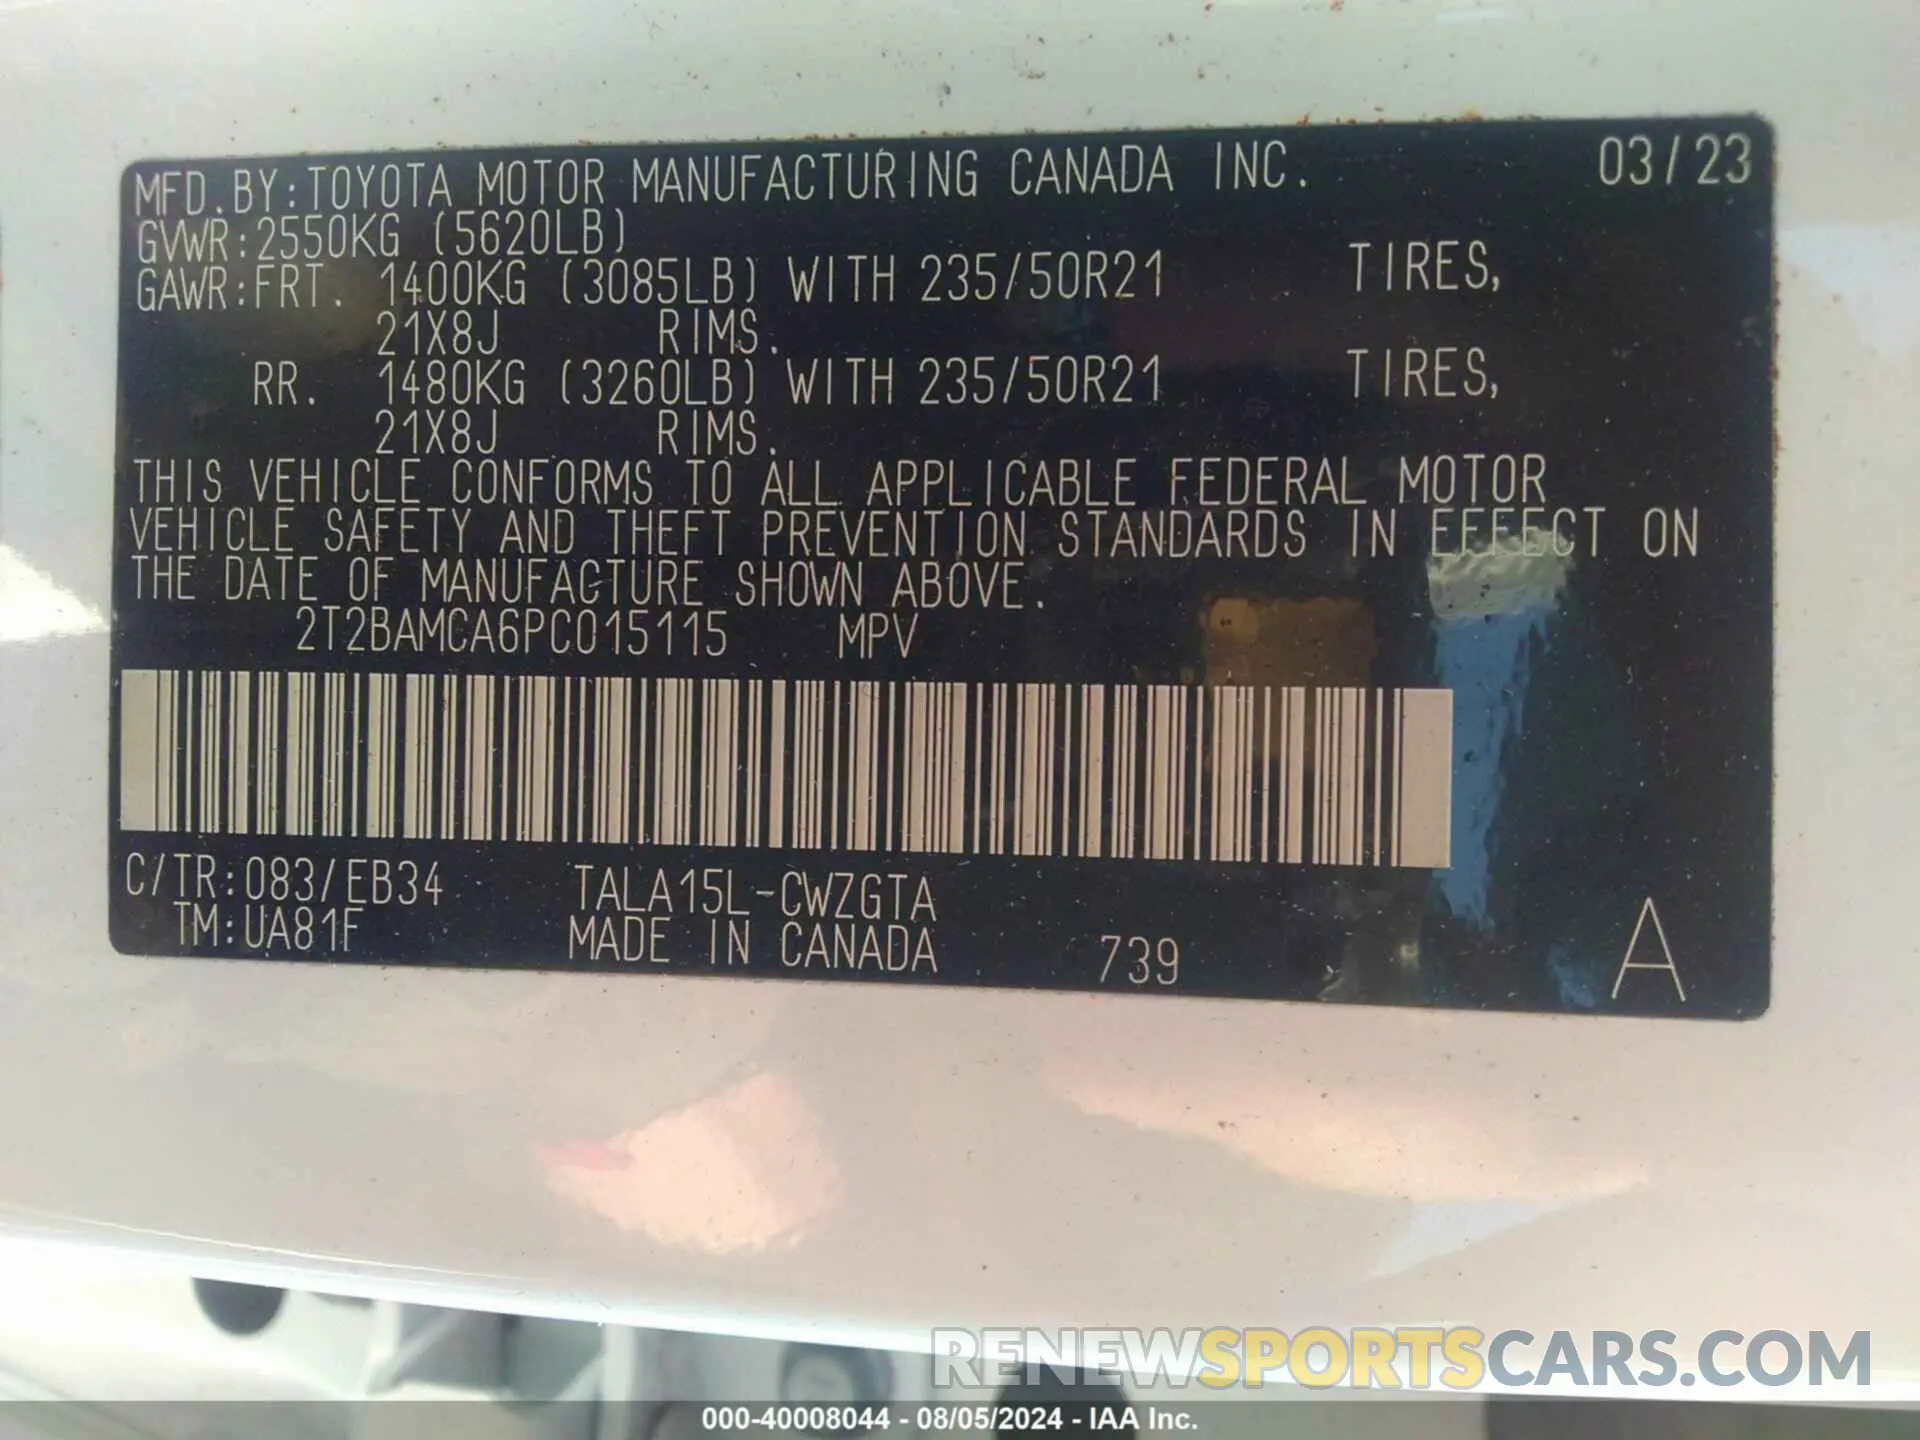 MFD.BY:TOYOTA MOTOR MANUFACTURING CANADA INC. 03/23
GVWR:2550KG (5620LB)
GAWR:FRT. 1400KG (3085LB) WITH 235/50R21 TIRES,
21X8J RIMS.
RR. 1480KG (3260LB) WITH 235/50R21 TIRES,
21X8J RIMS.
THIS VEHICLE CONFORMS TO ALL APPLICABLE FEDERAL MOTOR
VEHICLE SAFETY AND THEFT PREVENTION STANDARDS IN EFFECT ON
THE DATE OF MANUFACTURE SHOWN ABOVE.
2T2BAMCA6PC015115 MPV
C/TR:083/EB34 TALA15L-CWZGTA
TM:UA81F MADE IN CANADA 739 A
RENEWSPORTSCARS.COM
000-40008044 - 08/05/2024 - IAA Inc.